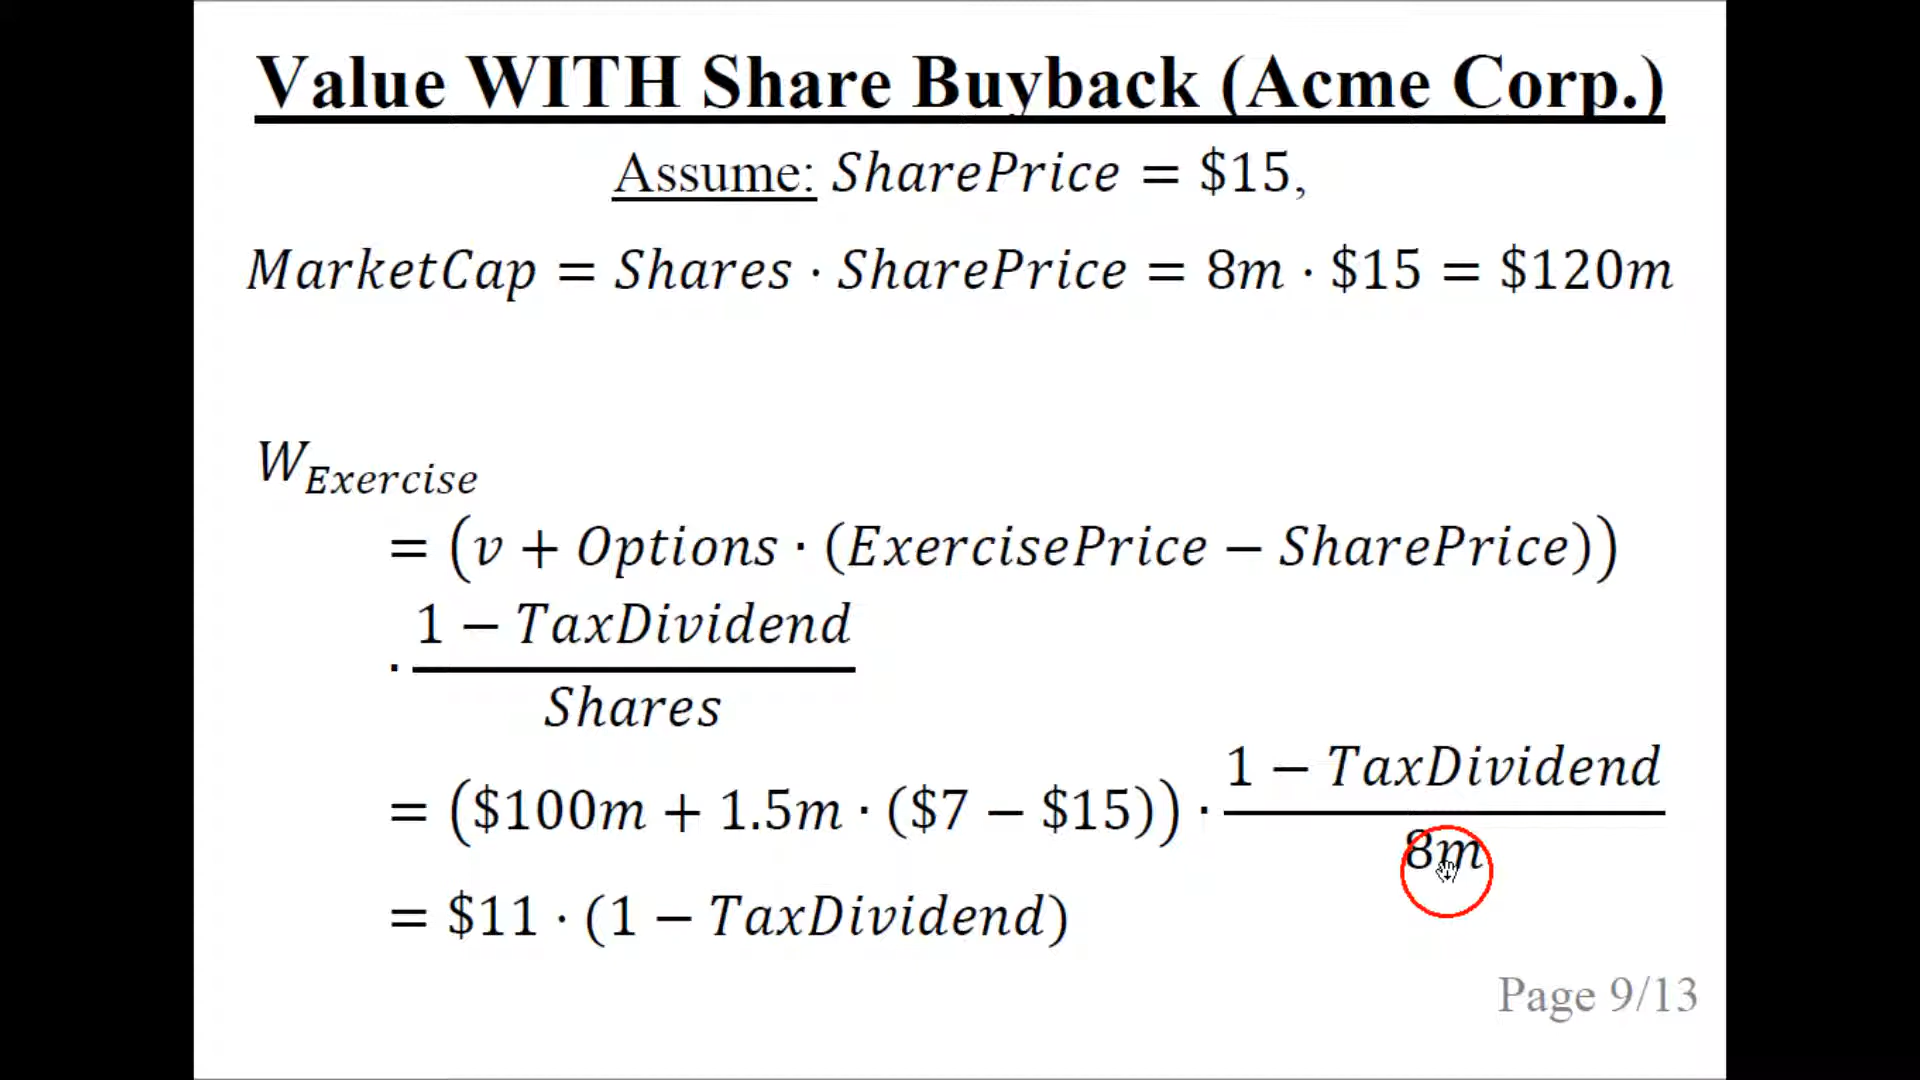 Value WITH Share Buyback (Acme Corp.)
Assume: SharePrice = $15,
MarketCap = Shares · SharePrice = 8m · $15 = $120m
W_Exercise
= (v + Options · (ExercisePrice − SharePrice))
· (1 − TaxDividend) / Shares
= ($100m + 1.5m · ($7 − $15)) · (1 − TaxDividend) / 8m
= $11 · (1 − TaxDividend)
Page 9/13